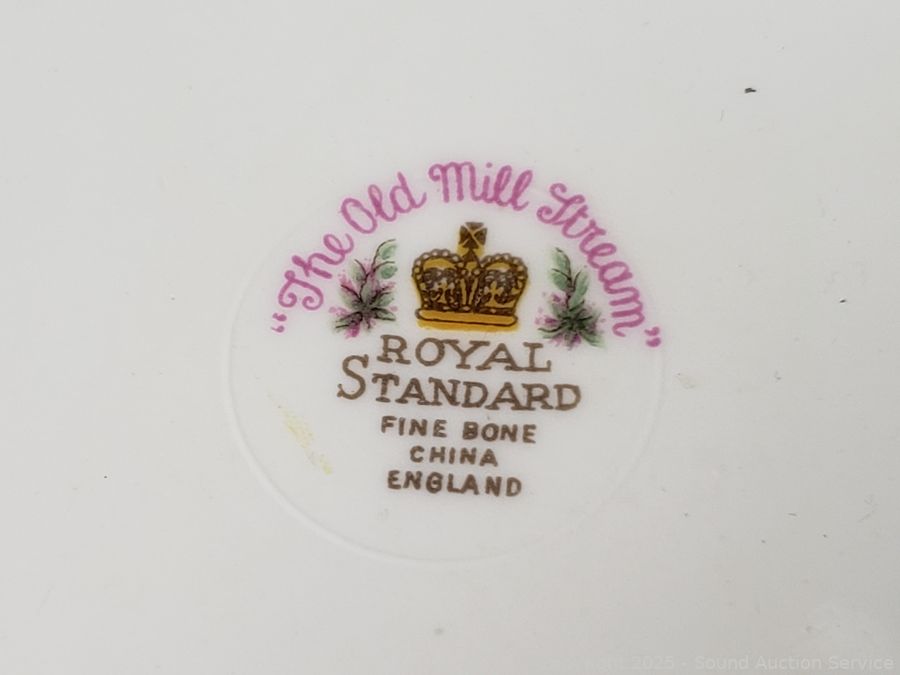 "The Old Mill Stream"
ROYAL
STANDARD
FINE BONE
CHINA
ENGLAND
2025 - Sound Auction Service